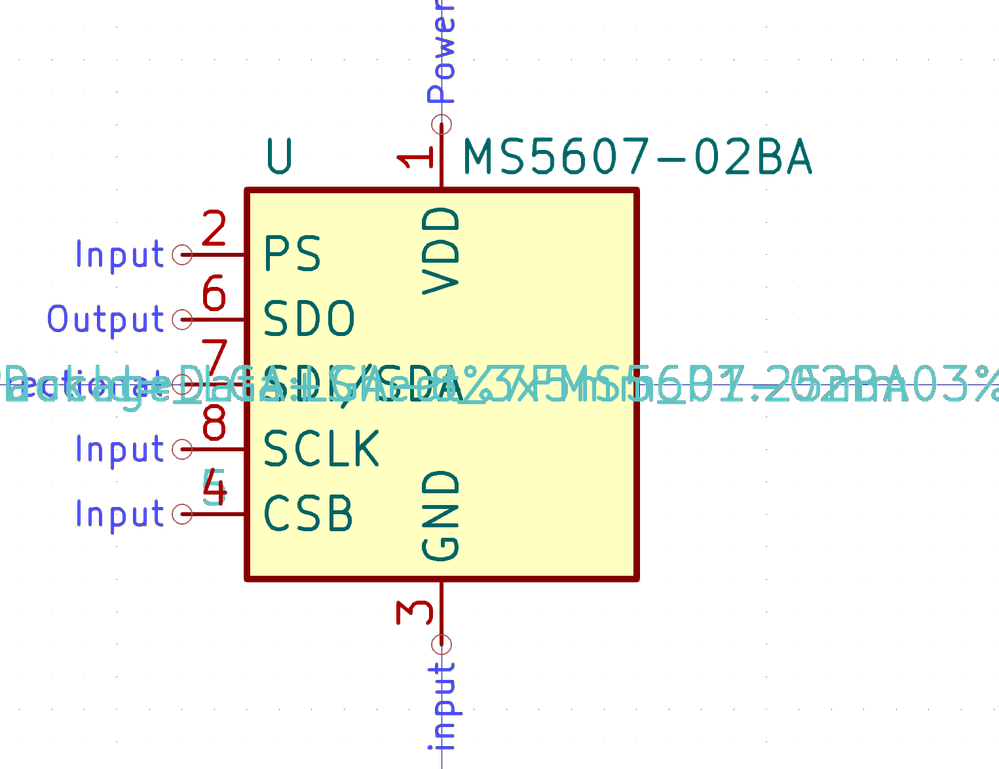 Power
U
1
MS5607-02BA
VDD
2
Input
PS
6
Output
SDO
7
SDI/SDA
8
Input
SCLK
5
4
Input
CSB
GND
3
input